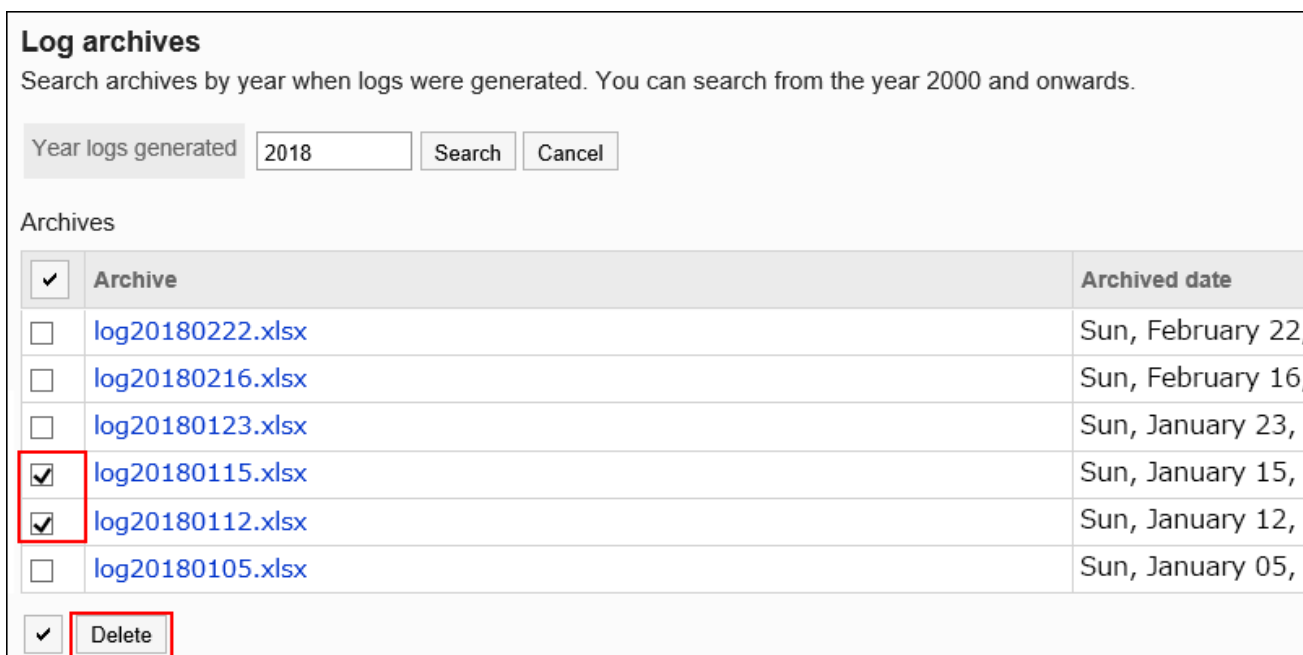 Log archives
Search archives by year when logs were generated. You can search from the year 2000 and onwards.
Year logs generated 2018 Search Cancel
Archives
Archive Archived date
log20180222.xlsx Sun, February 22,
log20180216.xlsx Sun, February 16,
log20180123.xlsx Sun, January 23,
log20180115.xlsx Sun, January 15,
log20180112.xlsx Sun, January 12,
log20180105.xlsx Sun, January 05,
Delete